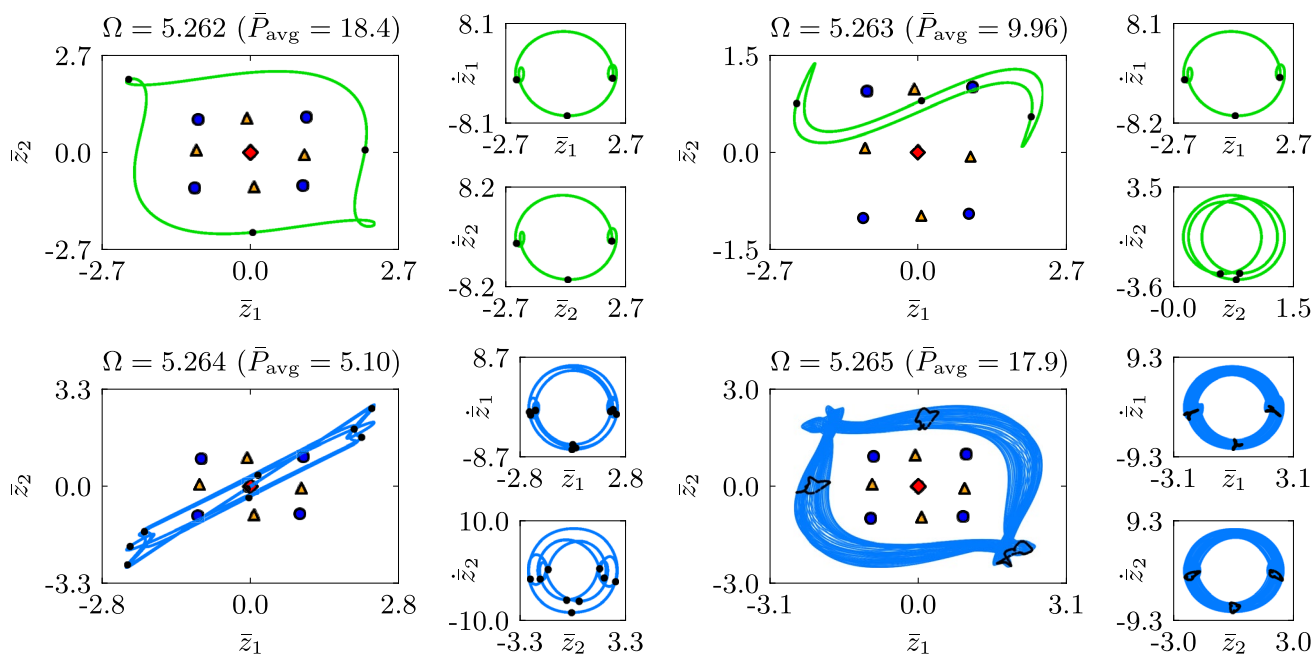 Ω = 5.262 (P̄avg = 18.4)
2.7
z̄2
0.0
-2.7
-2.7
0.0
2.7
z̄1
8.1
·z̄1
-8.1
-2.7
z̄1
2.7
8.2
·z̄2
-8.2
-2.7
z̄2
2.7
Ω = 5.263 (P̄avg = 9.96)
1.5
z̄2
0.0
-1.5
-2.7
0.0
2.7
z̄1
8.1
·z̄1
-8.2
-2.7
z̄1
2.7
3.5
·z̄2
-3.6
-0.0
z̄2
1.5
Ω = 5.264 (P̄avg = 5.10)
3.3
z̄2
0.0
-3.3
-2.8
0.0
2.8
z̄1
8.7
·z̄1
-8.7
-2.8
z̄1
2.8
10.0
·z̄2
-10.0
-3.3
z̄2
3.3
Ω = 5.265 (P̄avg = 17.9)
3.0
z̄2
0.0
-3.0
-3.1
0.0
3.1
z̄1
9.3
·z̄1
-9.3
-3.1
z̄1
3.1
9.3
·z̄2
-9.3
-3.0
z̄2
3.0